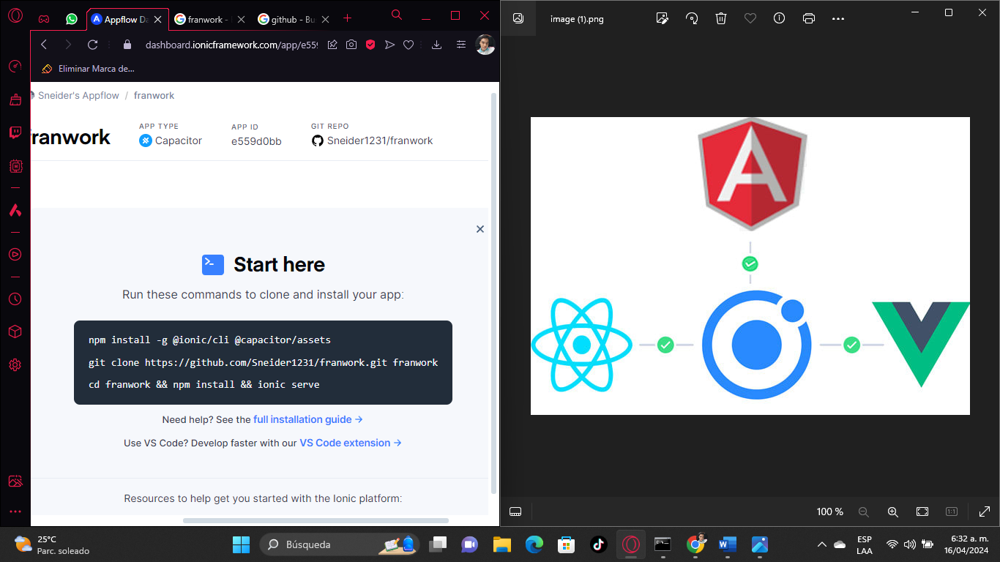 Appflow Da
franwork -
github - Bu
dashboard.ionicframework.com/app/e559
Eliminar Marca de...
Sneider's Appflow / franwork
franwork
APP TYPE
Capacitor
APP ID
e559d0bb
GIT REPO
Sneider1231/franwork
Start here
Run these commands to clone and install your app:
npm install -g @ionic/cli @capacitor/assets
git clone https://github.com/Sneider1231/franwork.git franwork
cd franwork && npm install && ionic serve
Need help? See the full installation guide →
Use VS Code? Develop faster with our VS Code extension →
Resources to help get you started with the Ionic platform:
image (1).png
A
100 %
1:1
25°C
Parc. soleado
Búsqueda
ESP
LAA
6:32 a. m.
16/04/2024